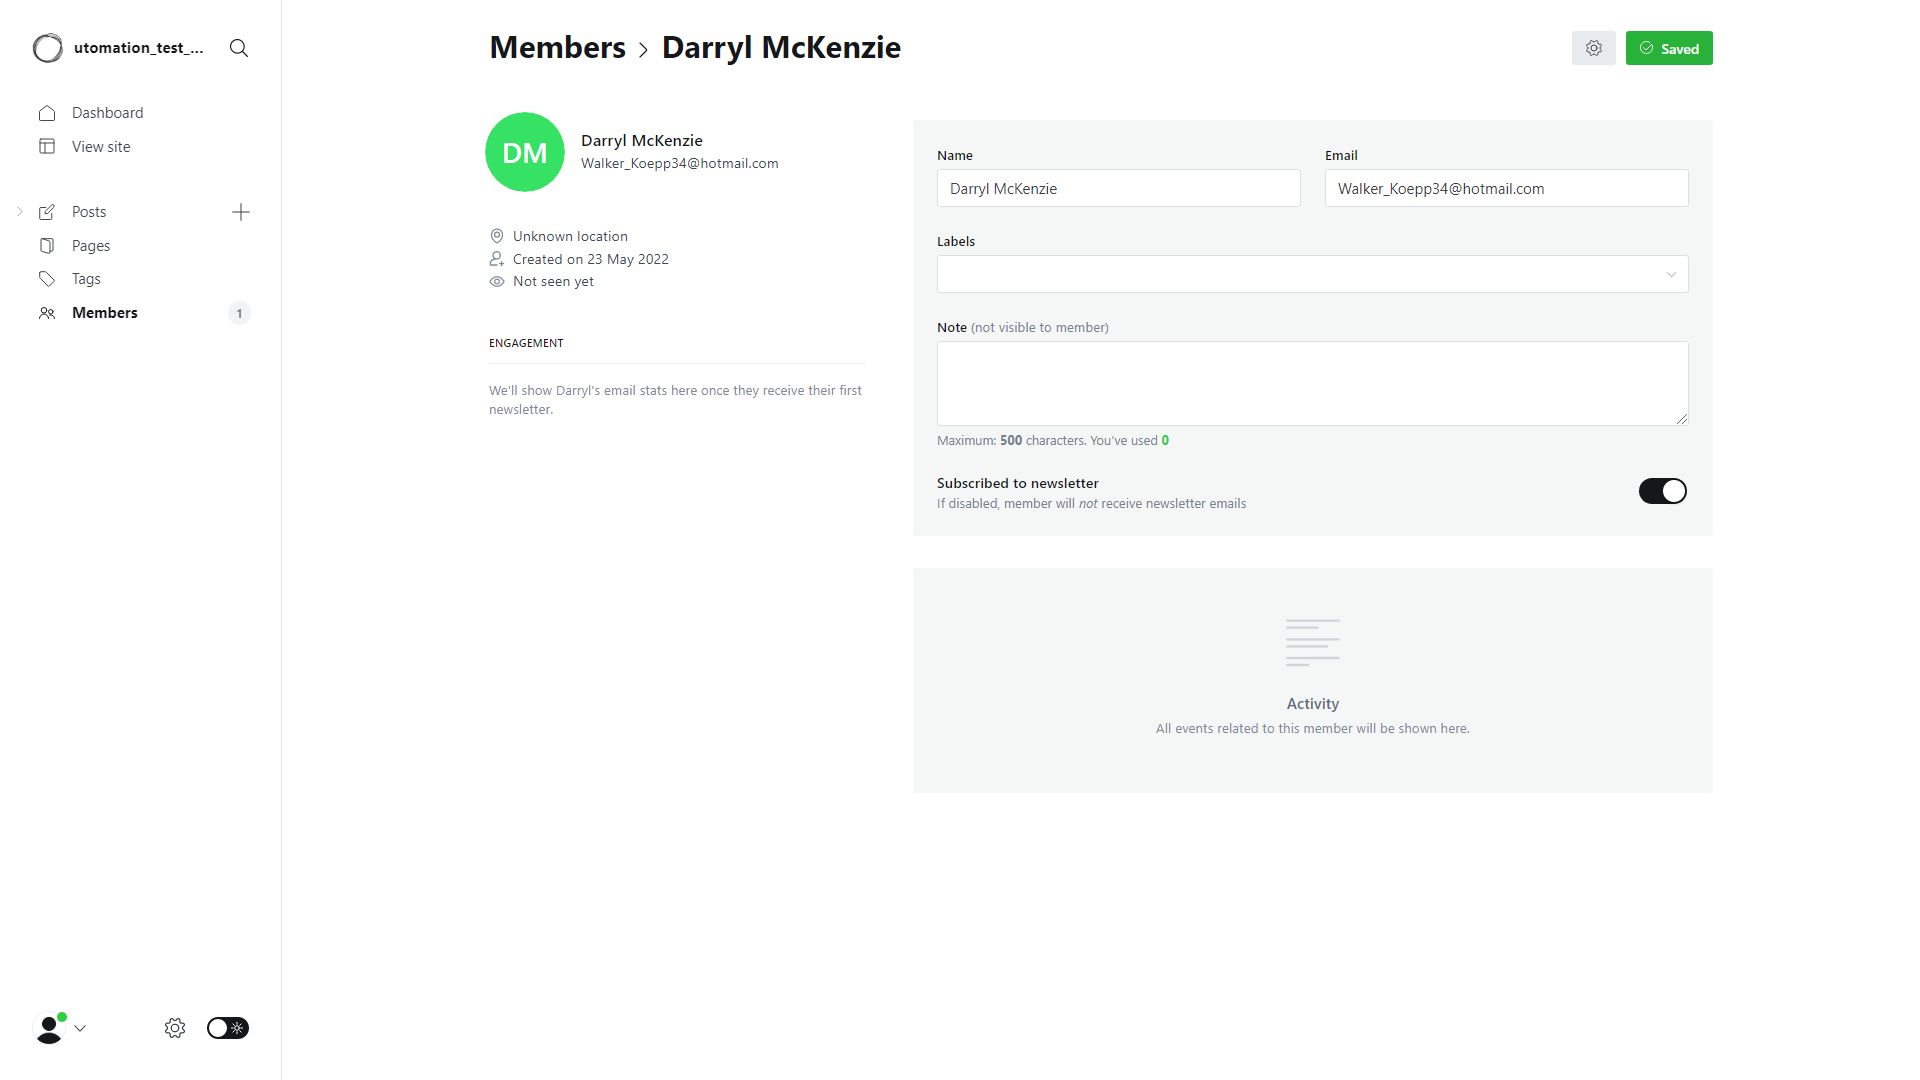 utomation_test_...
Dashboard
View site
Posts
Pages
Tags
Members
1
Members
Darryl McKenzie
Saved
DM
Darryl McKenzie
Walker_Koepp34@hotmail.com
Unknown location
Created on 23 May 2022
Not seen yet
ENGAGEMENT
We'll show Darryl's email stats here once they receive their first
newsletter.
Name
Darryl McKenzie
Email
Walker_Koepp34@hotmail.com
Labels
Note (not visible to member)
Maximum: 500 characters. You’ve used 0
Subscribed to newsletter
If disabled, member will not receive newsletter emails
Activity
All events related to this member will be shown here.